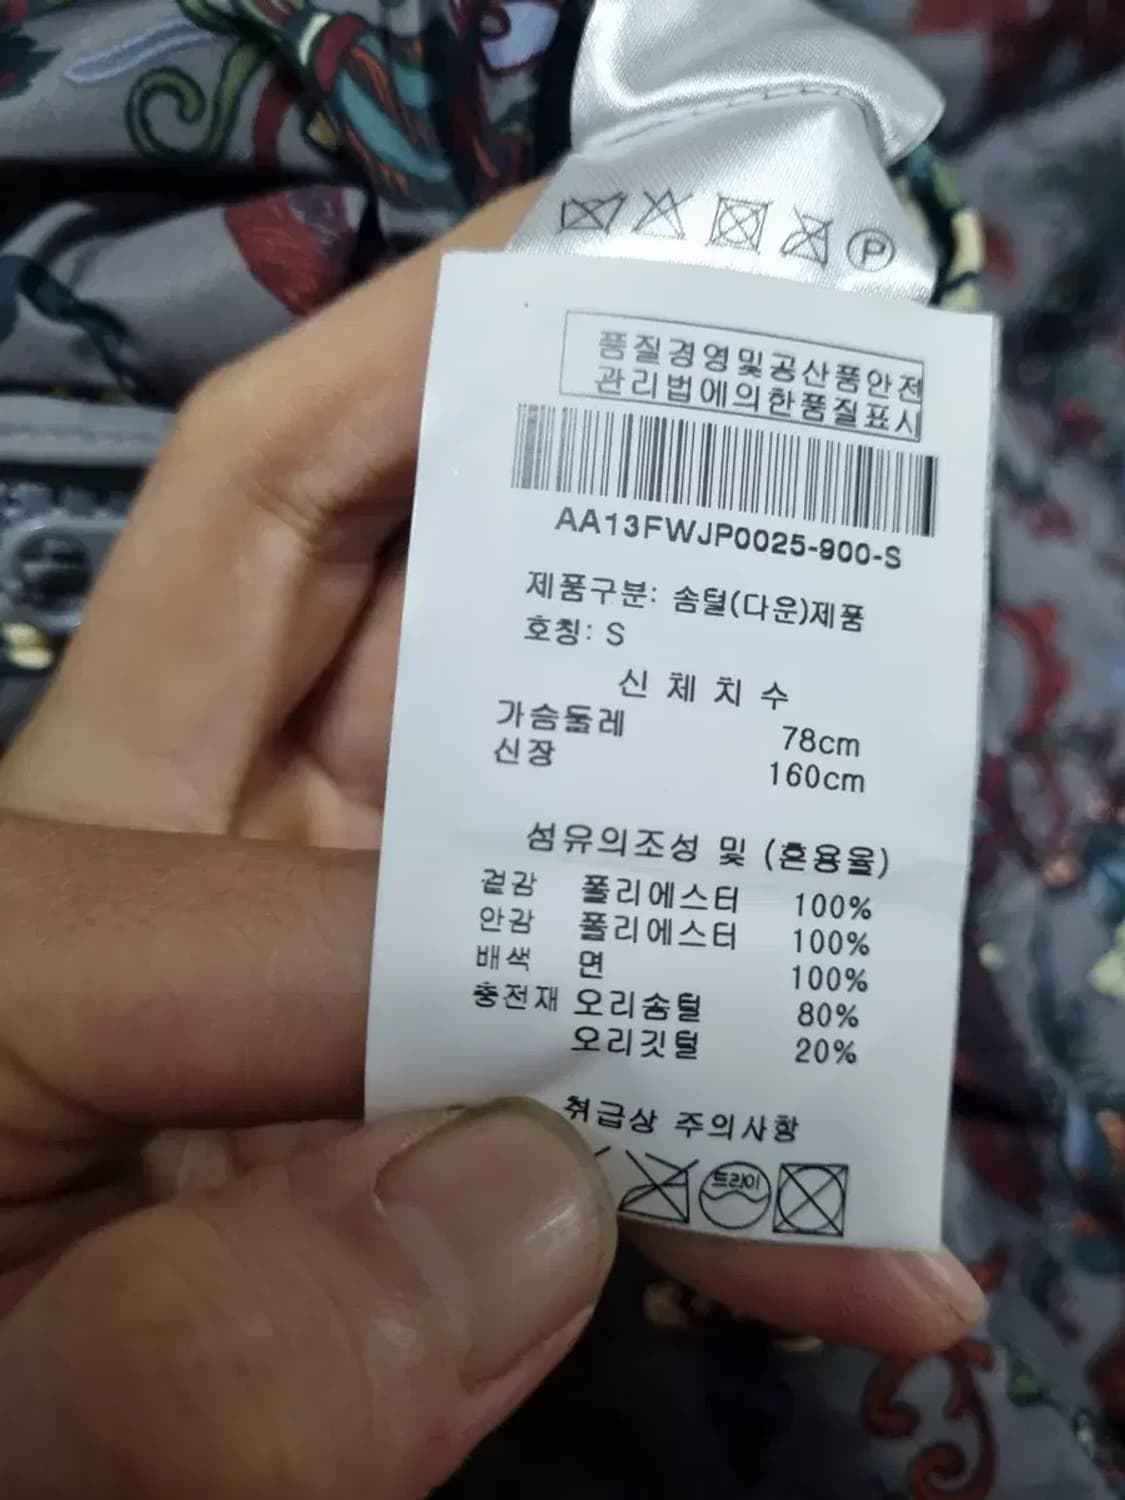 P
품질경영및공산품안전
관리법에의한품질표시
AA13FWJP0025-900-S
제품구분: 솜털(다운)제품
호칭: S
신 체 치 수
가슴둘레 78cm
신장 160cm
섬유의조성 및 (혼용율)
겉감 폴리에스터 100%
안감 폴리에스터 100%
배색 면 100%
충전재 오리솜털 80%
오리깃털 20%
취급상 주의사항
드라이